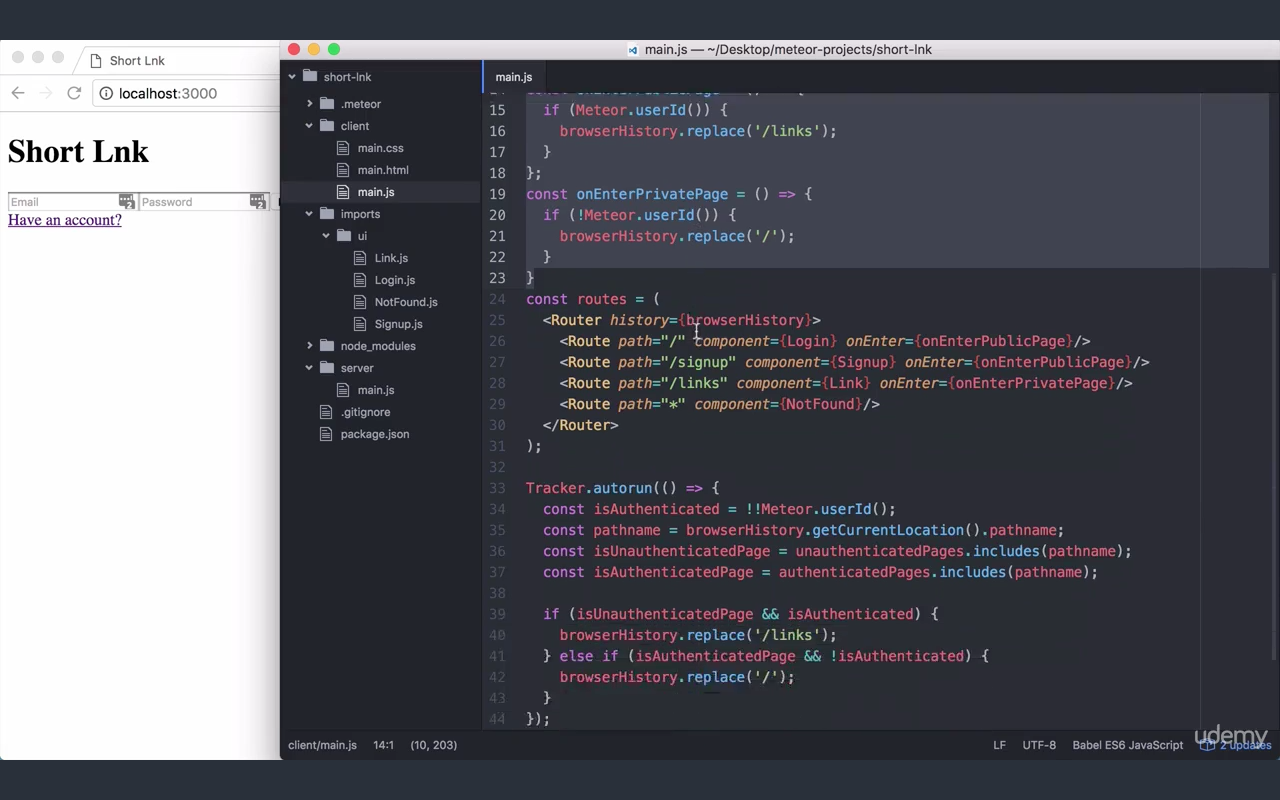 Short Lnk
localhost:3000
Short Lnk
Email
Password
Have an account?
main.js — ~/Desktop/meteor-projects/short-lnk
short-lnk
.meteor
client
main.css
main.html
main.js
imports
ui
Link.js
Login.js
NotFound.js
Signup.js
node_modules
server
main.js
.gitignore
package.json
main.js
15 if (Meteor.userId()) {
16 browserHistory.replace('/links');
17 }
18 };
19 const onEnterPrivatePage = () => {
20 if (!Meteor.userId()) {
21 browserHistory.replace('/');
22 }
23 }
24 const routes = (
25 <Router history={browserHistory}>
26 <Route path="/" component={Login} onEnter={onEnterPublicPage}/>
27 <Route path="/signup" component={Signup} onEnter={onEnterPublicPage}/>
28 <Route path="/links" component={Link} onEnter={onEnterPrivatePage}/>
29 <Route path="*" component={NotFound}/>
30 </Router>
31 );
32
33 Tracker.autorun(() => {
34 const isAuthenticated = !!Meteor.userId();
35 const pathname = browserHistory.getCurrentLocation().pathname;
36 const isUnauthenticatedPage = unauthenticatedPages.includes(pathname);
37 const isAuthenticatedPage = authenticatedPages.includes(pathname);
38
39 if (isUnauthenticatedPage && isAuthenticated) {
40 browserHistory.replace('/links');
41 } else if (isAuthenticatedPage && !isAuthenticated) {
42 browserHistory.replace('/');
43 }
44 });
client/main.js 14:1 (10, 203)
LF UTF-8 Babel ES6 JavaScript 2 updates
udemy